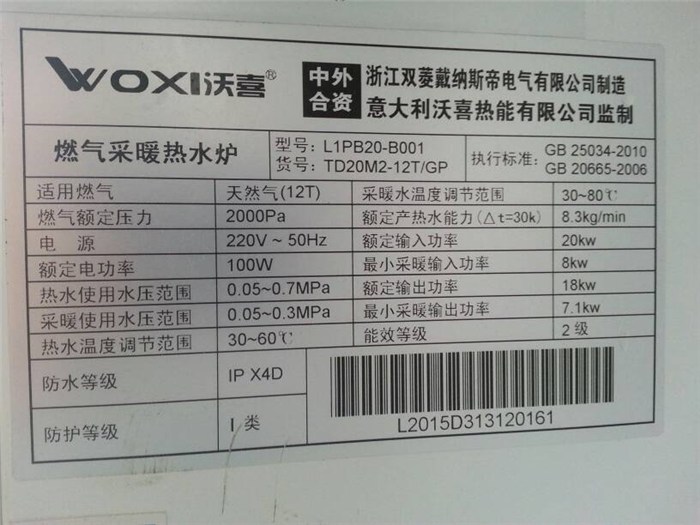 WOXI沃喜® 中外合资 浙江双菱戴纳斯帝电气有限公司制造
意大利沃喜热能有限公司监制
燃气采暖热水炉
型号: L1PB20-B001
货号: TD20M2-12T/GP
执行标准: GB 25034-2010
GB 20665-2006
适用燃气 天然气(12T) 采暖水温度调节范围 30~80℃
燃气额定压力 2000Pa 额定产热水能力(△t=30k) 8.3kg/min
电 源 220V ~ 50Hz 额定输入功率 20kw
额定电功率 100W 最小采暖输入功率 8kw
热水使用水压范围 0.05~0.7MPa 额定输出功率 18kw
采暖使用水压范围 0.05~0.3MPa 最小采暖输出功率 7.1kw
热水温度调节范围 30~60℃ 能效等级 2 级
防水等级 IP X4D
防护等级 I 类
L2015D313120161